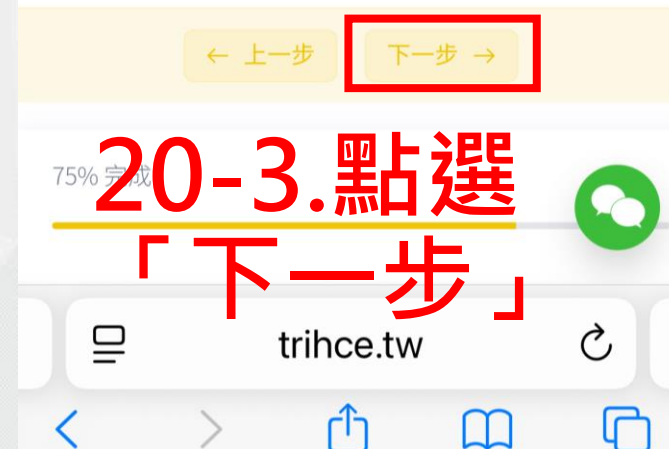 ← 上一步
下一步 →
75% 完成
20-3.點選
「下一步」
trihce.tw